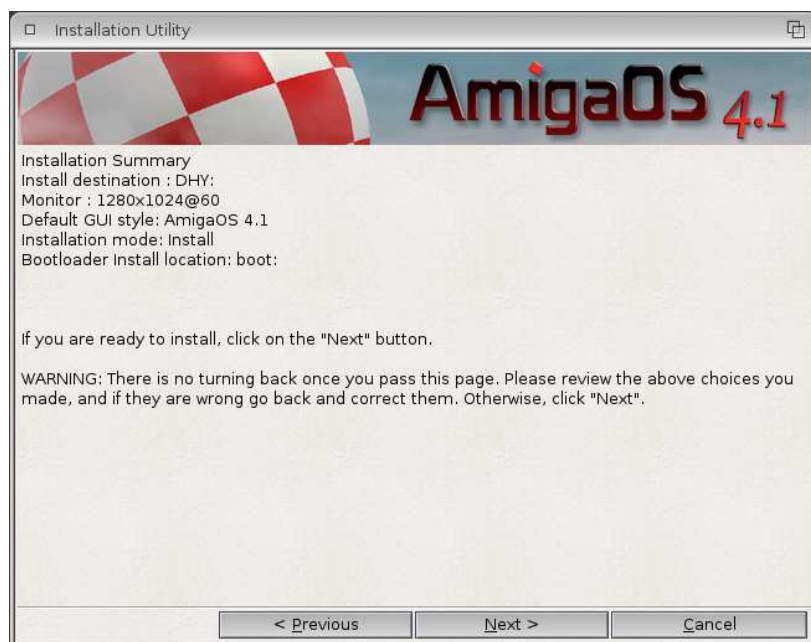 Installation Utility
AmigaOS 4.1
Installation Summary
Install destination : DHY:
Monitor : 1280x1024@60
Default GUI style: AmigaOS 4.1
Installation mode: Install
Bootloader Install location: boot:
If you are ready to install, click on the "Next" button.
WARNING: There is no turning back once you pass this page. Please review the above choices you
made, and if they are wrong go back and correct them. Otherwise, click "Next".
< Previous
Next >
Cancel